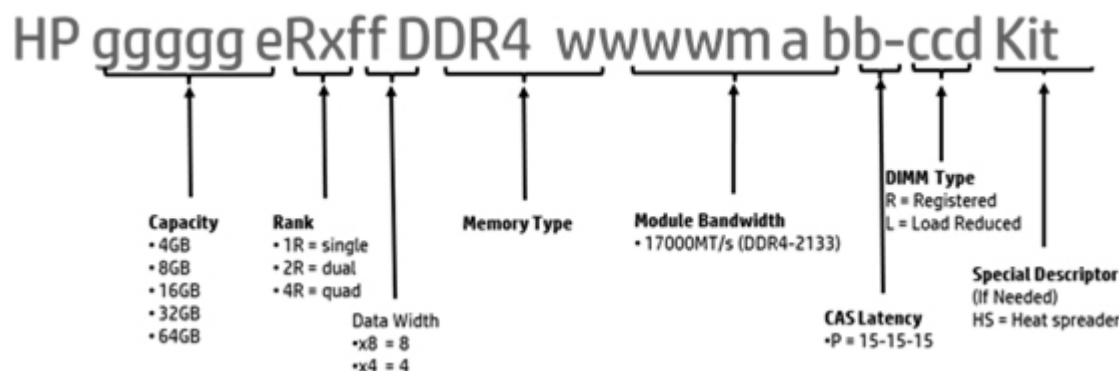 HP ggggg eRxff DDR4 wwwwm a bb-ccd Kit
Capacity
• 4GB
• 8GB
• 16GB
• 32GB
• 64GB
Rank
• 1R = single
• 2R = dual
• 4R = quad
Data Width
•x8 = 8
•x4 = 4
Memory Type
Module Bandwidth
• 17000MT/s (DDR4-2133)
CAS Latency
•P = 15-15-15
DIMM Type
R = Registered
L = Load Reduced
Special Descriptor
(If Needed)
HS = Heat spreader